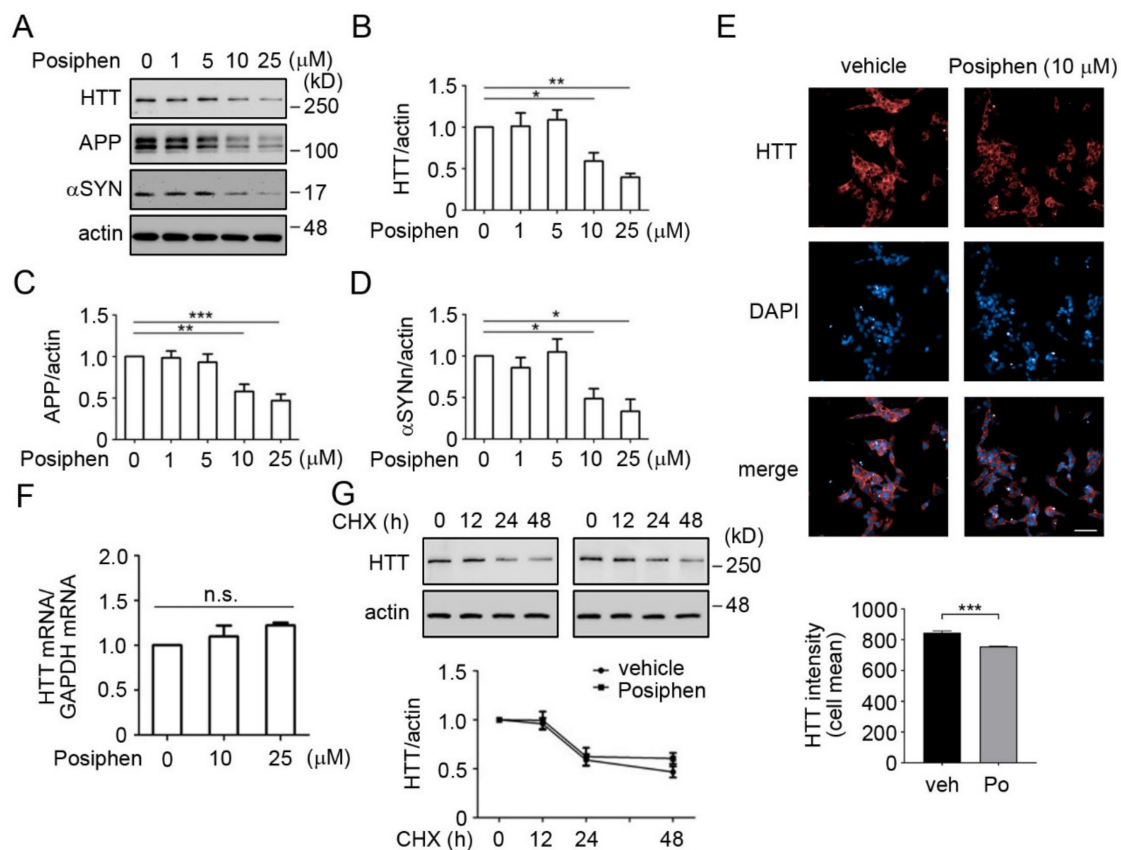 A
Posiphen 0 1 5 10 25 (μM)
(kD)
HTT
250
APP
100
αSYN
17
actin
48
B
1.5
1.0
0.5
0
**
*
HTT/actin
Posiphen 0 1 5 10 25 (μM)
C
1.5
1.0
0.5
0
***
**
APP/actin
Posiphen 0 1 5 10 25 (μM)
D
1.5
1.0
0.5
0
*
*
αSYNn/actin
Posiphen 0 1 5 10 25 (μM)
E
vehicle Posiphen (10 μM)
HTT
DAPI
merge
1000
800
600
400
200
0
***
HTT intensity
(cell mean)
veh Po
F
2.0
1.5
1.0
0.5
0
n.s.
HTT mRNA/
GAPDH mRNA
Posiphen 0 10 25 (μM)
G
CHX (h) 0 12 24 48 0 12 24 48
(kD)
HTT
250
actin
48
vehicle
Posiphen
1.5
1.0
0.5
0
HTT/actin
CHX (h) 0 12 24 48